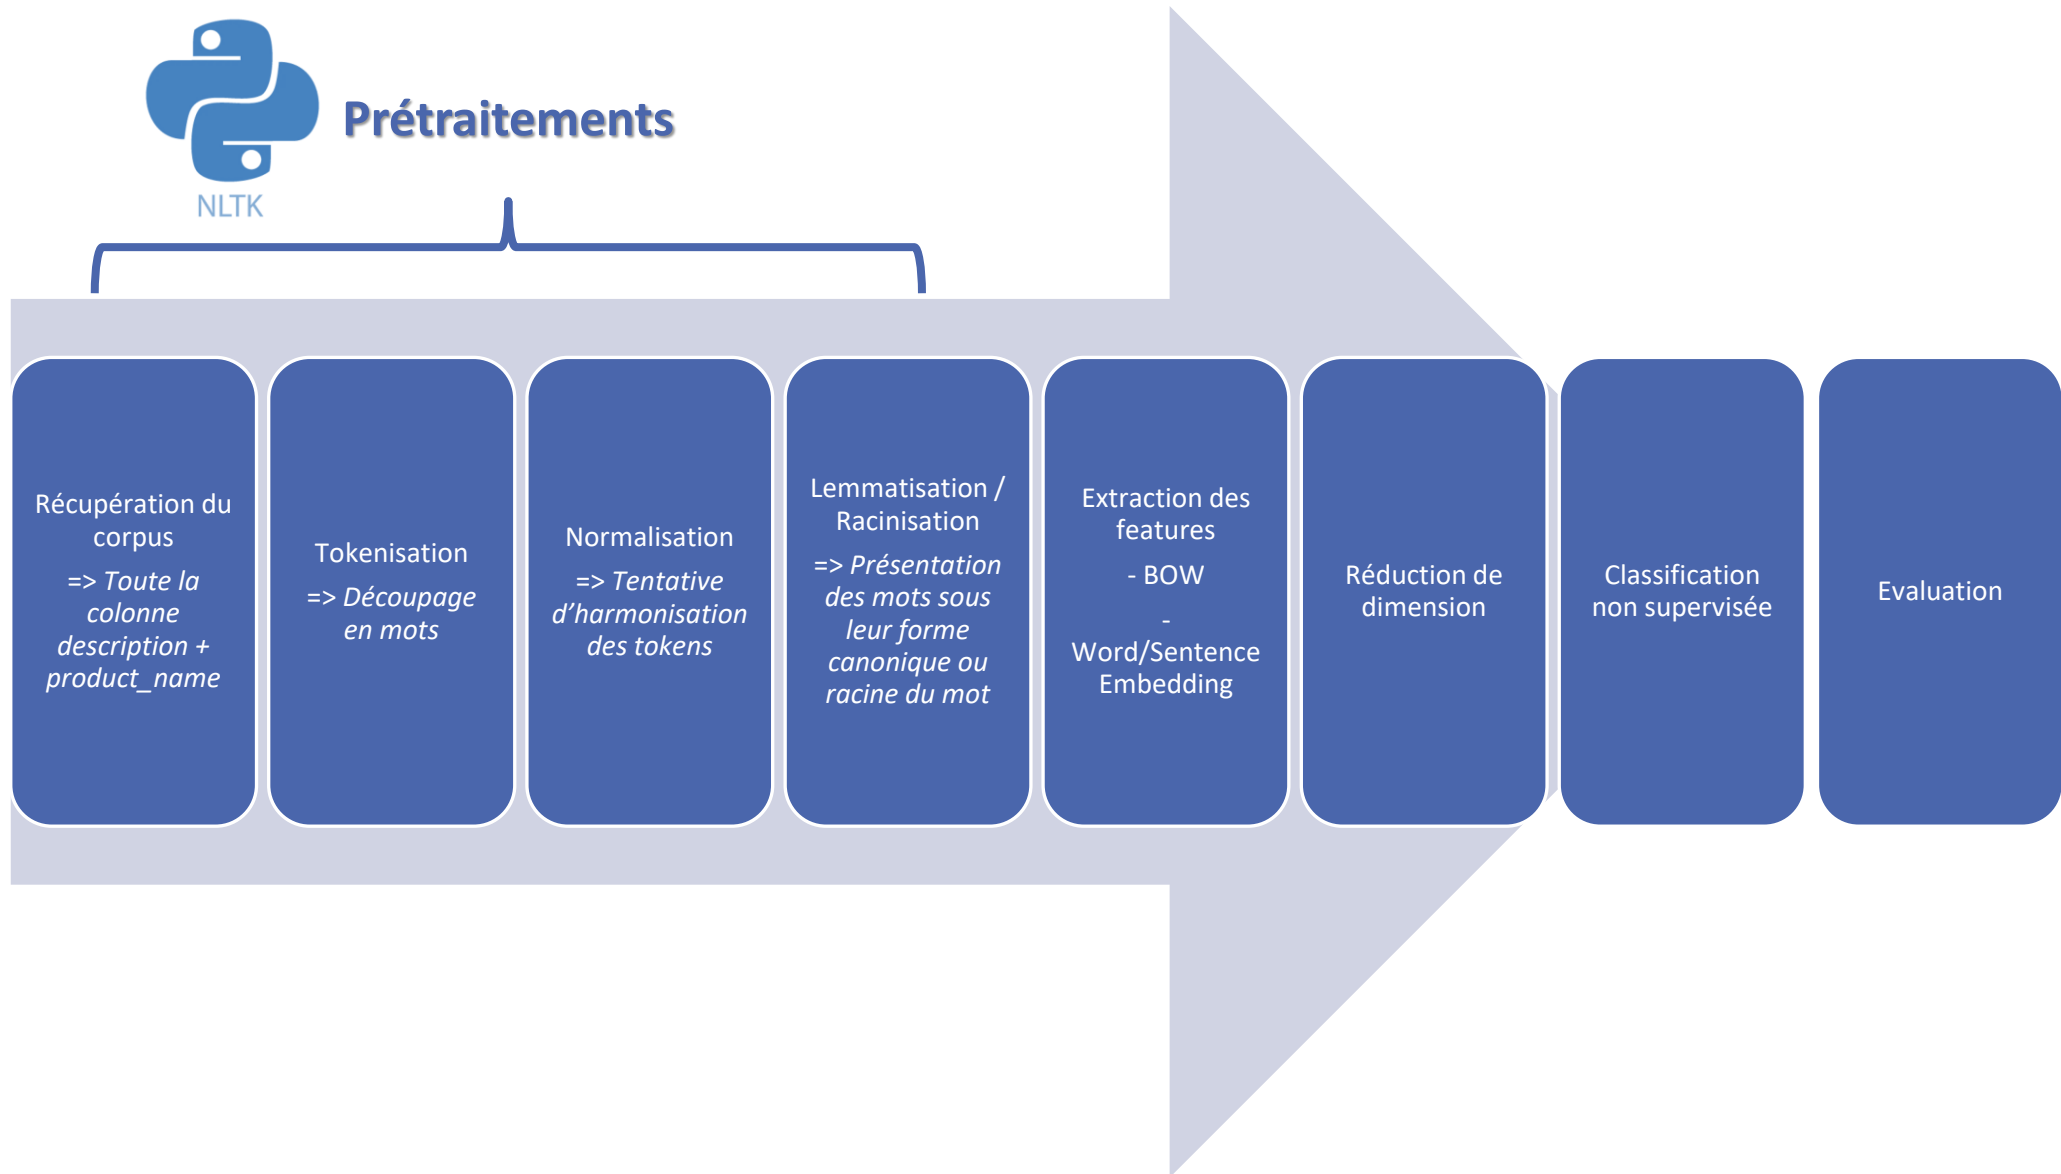 Prétraitements
NLTK
Récupération du
corpus
=> Toute la
colonne
description +
product_name
Tokenisation
=> Découpage
en mots
Normalisation
=> Tentative
d’harmonisation
des tokens
Lemmatisation /
Racinisation
=> Présentation
des mots sous
leur forme
canonique ou
racine du mot
Extraction des
features
- BOW
-
Word/Sentence
Embedding
Réduction de
dimension
Classification
non supervisée
Evaluation